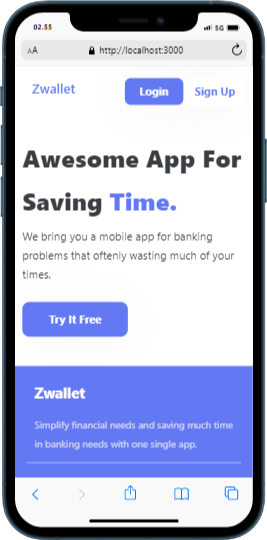 02.55 5G
AA http://localhost:3000
Zwallet Login Sign Up
Awesome App For
Saving Time.
We bring you a mobile app for banking
problems that oftenly wasting much of your
times.
Try It Free
Zwallet
Simplify financial needs and saving much time
in banking needs with one single app.